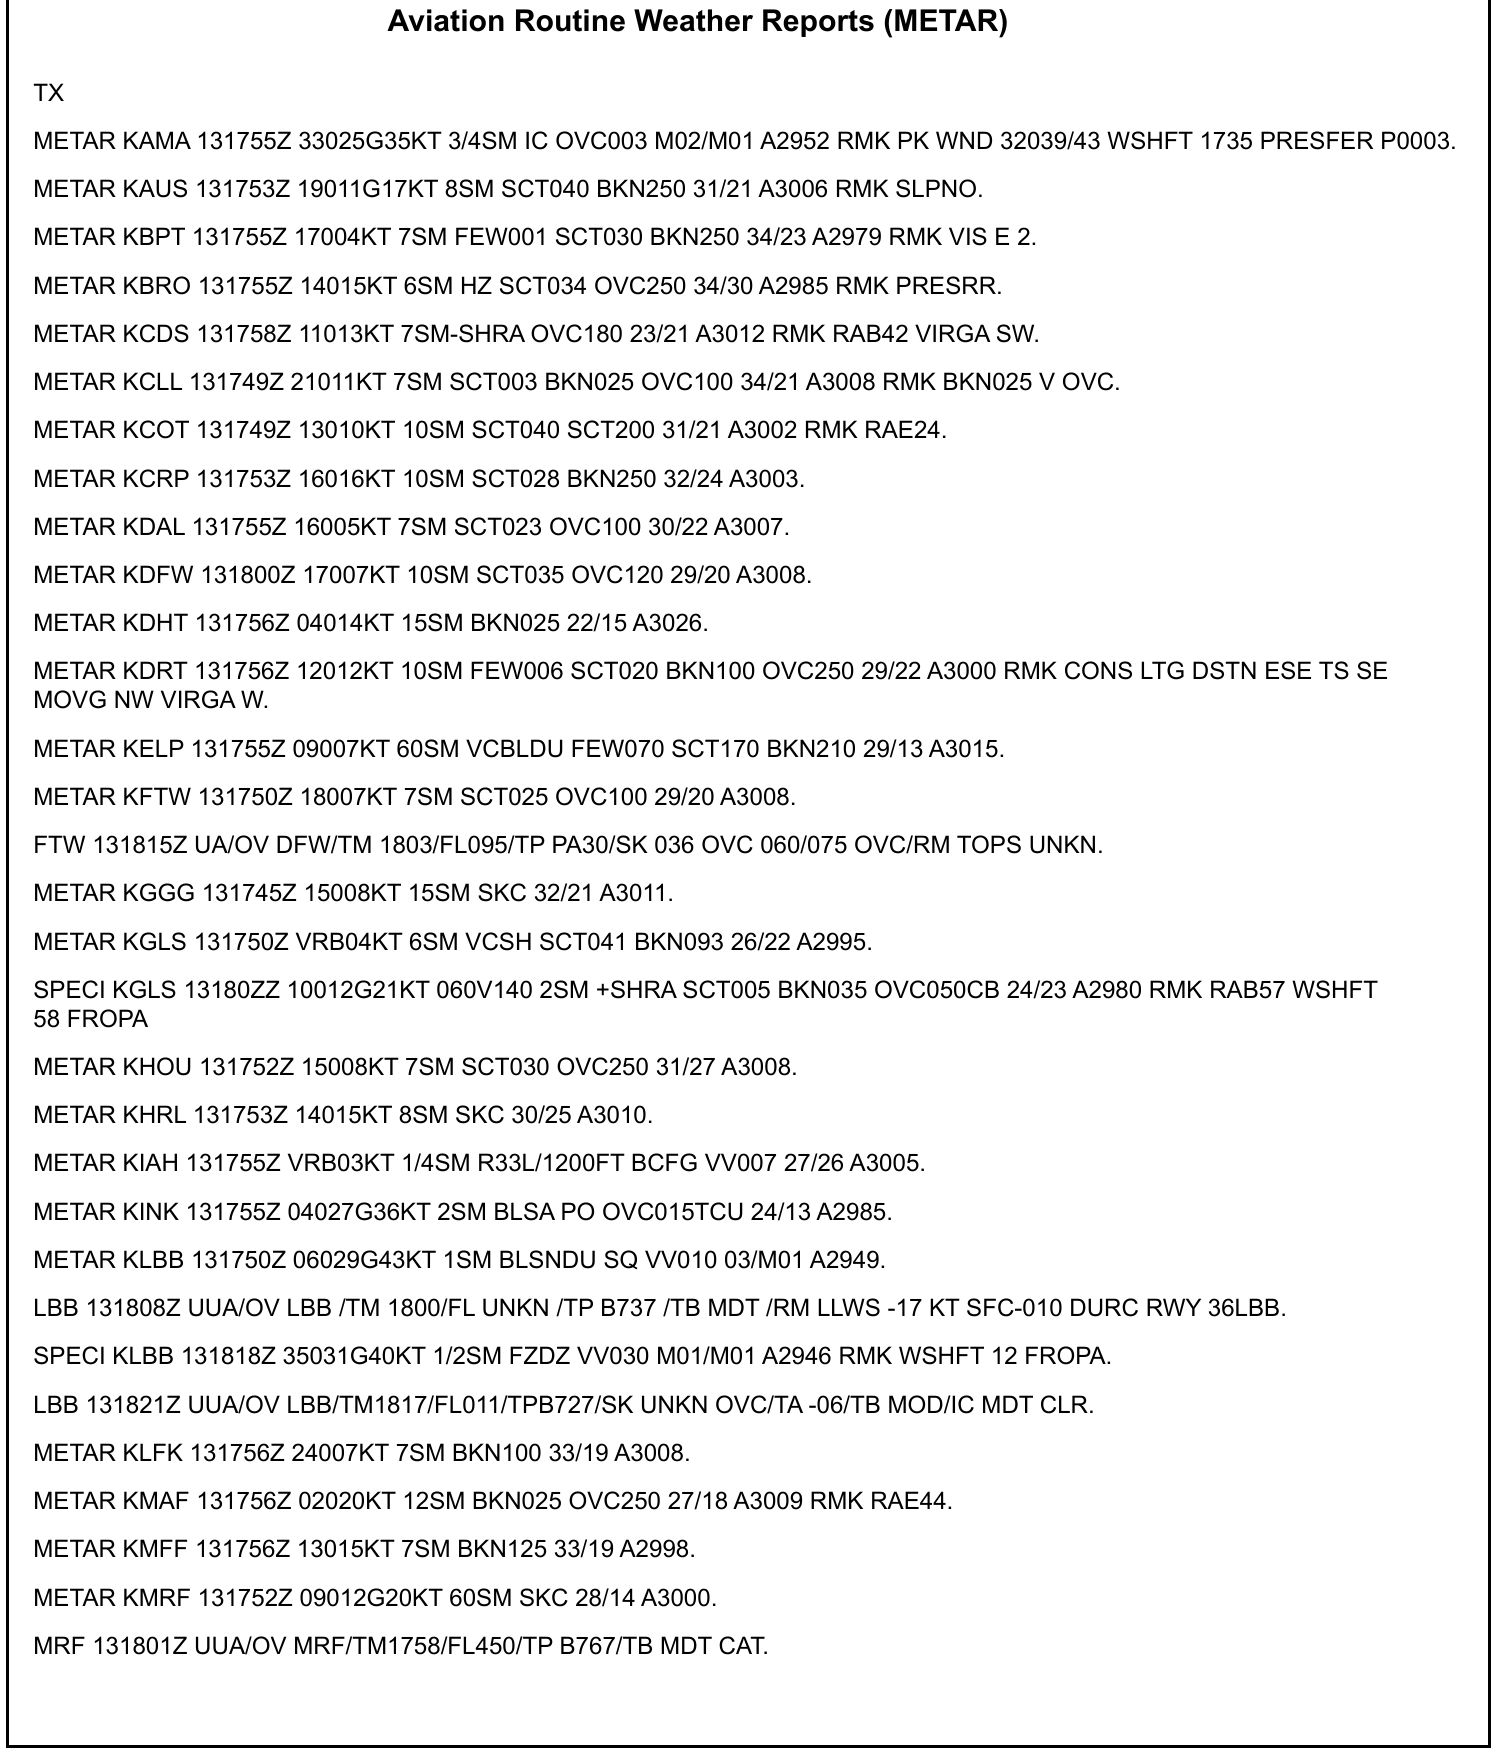 Aviation Routine Weather Reports (METAR)
TX
METAR KAMA 131755Z 33025G35KT 3/4SM IC OVC003 M02/M01 A2952 RMK PK WND 32039/43 WSHFT 1735 PRESFER P0003.
METAR KAUS 131753Z 19011G17KT 8SM SCT040 BKN250 31/21 A3006 RMK SLPNO.
METAR KBPT 131755Z 17004KT 7SM FEW001 SCT030 BKN250 34/23 A2979 RMK VIS E 2.
METAR KBRO 131755Z 14015KT 6SM HZ SCT034 OVC250 34/30 A2985 RMK PRESRR.
METAR KCDS 131758Z 11013KT 7SM-SHRA OVC180 23/21 A3012 RMK RAB42 VIRGA SW.
METAR KCLL 131749Z 21011KT 7SM SCT003 BKN025 OVC100 34/21 A3008 RMK BKN025 V OVC.
METAR KCOT 131749Z 13010KT 10SM SCT040 SCT200 31/21 A3002 RMK RAE24.
METAR KCRP 131753Z 16016KT 10SM SCT028 BKN250 32/24 A3003.
METAR KDAL 131755Z 16005KT 7SM SCT023 OVC100 30/22 A3007.
METAR KDFW 131800Z 17007KT 10SM SCT035 OVC120 29/20 A3008.
METAR KDHT 131756Z 04014KT 15SM BKN025 22/15 A3026.
METAR KDRT 131756Z 12012KT 10SM FEW006 SCT020 BKN100 OVC250 29/22 A3000 RMK CONS LTG DSTN ESE TS SE
MOVG NW VIRGA W.
METAR KELP 131755Z 09007KT 60SM VCBLDU FEW070 SCT170 BKN210 29/13 A3015.
METAR KFTW 131750Z 18007KT 7SM SCT025 OVC100 29/20 A3008.
FTW 131815Z UA/OV DFW/TM 1803/FL095/TP PA30/SK 036 OVC 060/075 OVC/RM TOPS UNKN.
METAR KGGG 131745Z 15008KT 15SM SKC 32/21 A3011.
METAR KGLS 131750Z VRB04KT 6SM VCSH SCT041 BKN093 26/22 A2995.
SPECI KGLS 13180ZZ 10012G21KT 060V140 2SM +SHRA SCT005 BKN035 OVC050CB 24/23 A2980 RMK RAB57 WSHFT
58 FROPA
METAR KHOU 131752Z 15008KT 7SM SCT030 OVC250 31/27 A3008.
METAR KHRL 131753Z 14015KT 8SM SKC 30/25 A3010.
METAR KIAH 131755Z VRB03KT 1/4SM R33L/1200FT BCFG VV007 27/26 A3005.
METAR KINK 131755Z 04027G36KT 2SM BLSA PO OVC015TCU 24/13 A2985.
METAR KLBB 131750Z 06029G43KT 1SM BLSNDU SQ VV010 03/M01 A2949.
LBB 131808Z UUA/OV LBB /TM 1800/FL UNKN /TP B737 /TB MDT /RM LLWS -17 KT SFC-010 DURC RWY 36LBB.
SPECI KLBB 131818Z 35031G40KT 1/2SM FZDZ VV030 M01/M01 A2946 RMK WSHFT 12 FROPA.
LBB 131821Z UUA/OV LBB/TM1817/FL011/TPB727/SK UNKN OVC/TA -06/TB MOD/IC MDT CLR.
METAR KLFK 131756Z 24007KT 7SM BKN100 33/19 A3008.
METAR KMAF 131756Z 02020KT 12SM BKN025 OVC250 27/18 A3009 RMK RAE44.
METAR KMFF 131756Z 13015KT 7SM BKN125 33/19 A2998.
METAR KMRF 131752Z 09012G20KT 60SM SKC 28/14 A3000.
MRF 131801Z UUA/OV MRF/TM1758/FL450/TP B767/TB MDT CAT.